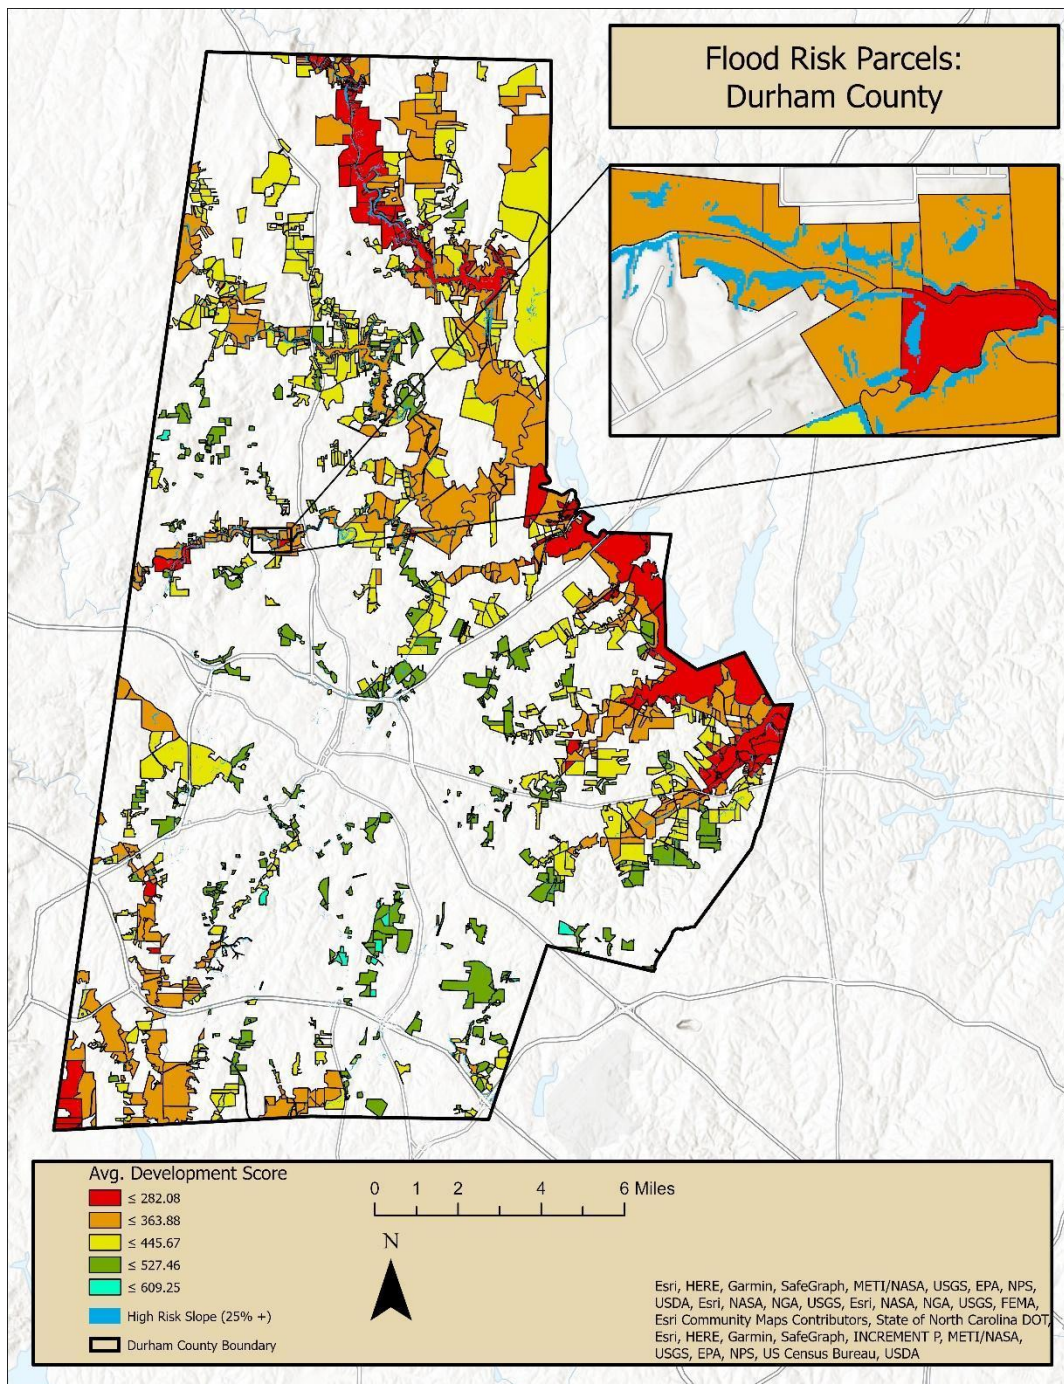 Flood Risk Parcels:
Durham County
Avg. Development Score
≤ 282.08
≤ 363.88
≤ 445.67
≤ 527.46
≤ 609.25
High Risk Slope (25% +)
Durham County Boundary
0 1 2 4 6 Miles
N
Esri, HERE, Garmin, SafeGraph, METI/NASA, USGS, EPA, NPS,
USDA, Esri, NASA, NGA, USGS, Esri, NASA, NGA, USGS, FEMA,
Esri Community Maps Contributors, State of North Carolina DOT,
Esri, HERE, Garmin, SafeGraph, INCREMENT P, METI/NASA,
USGS, EPA, NPS, US Census Bureau, USDA